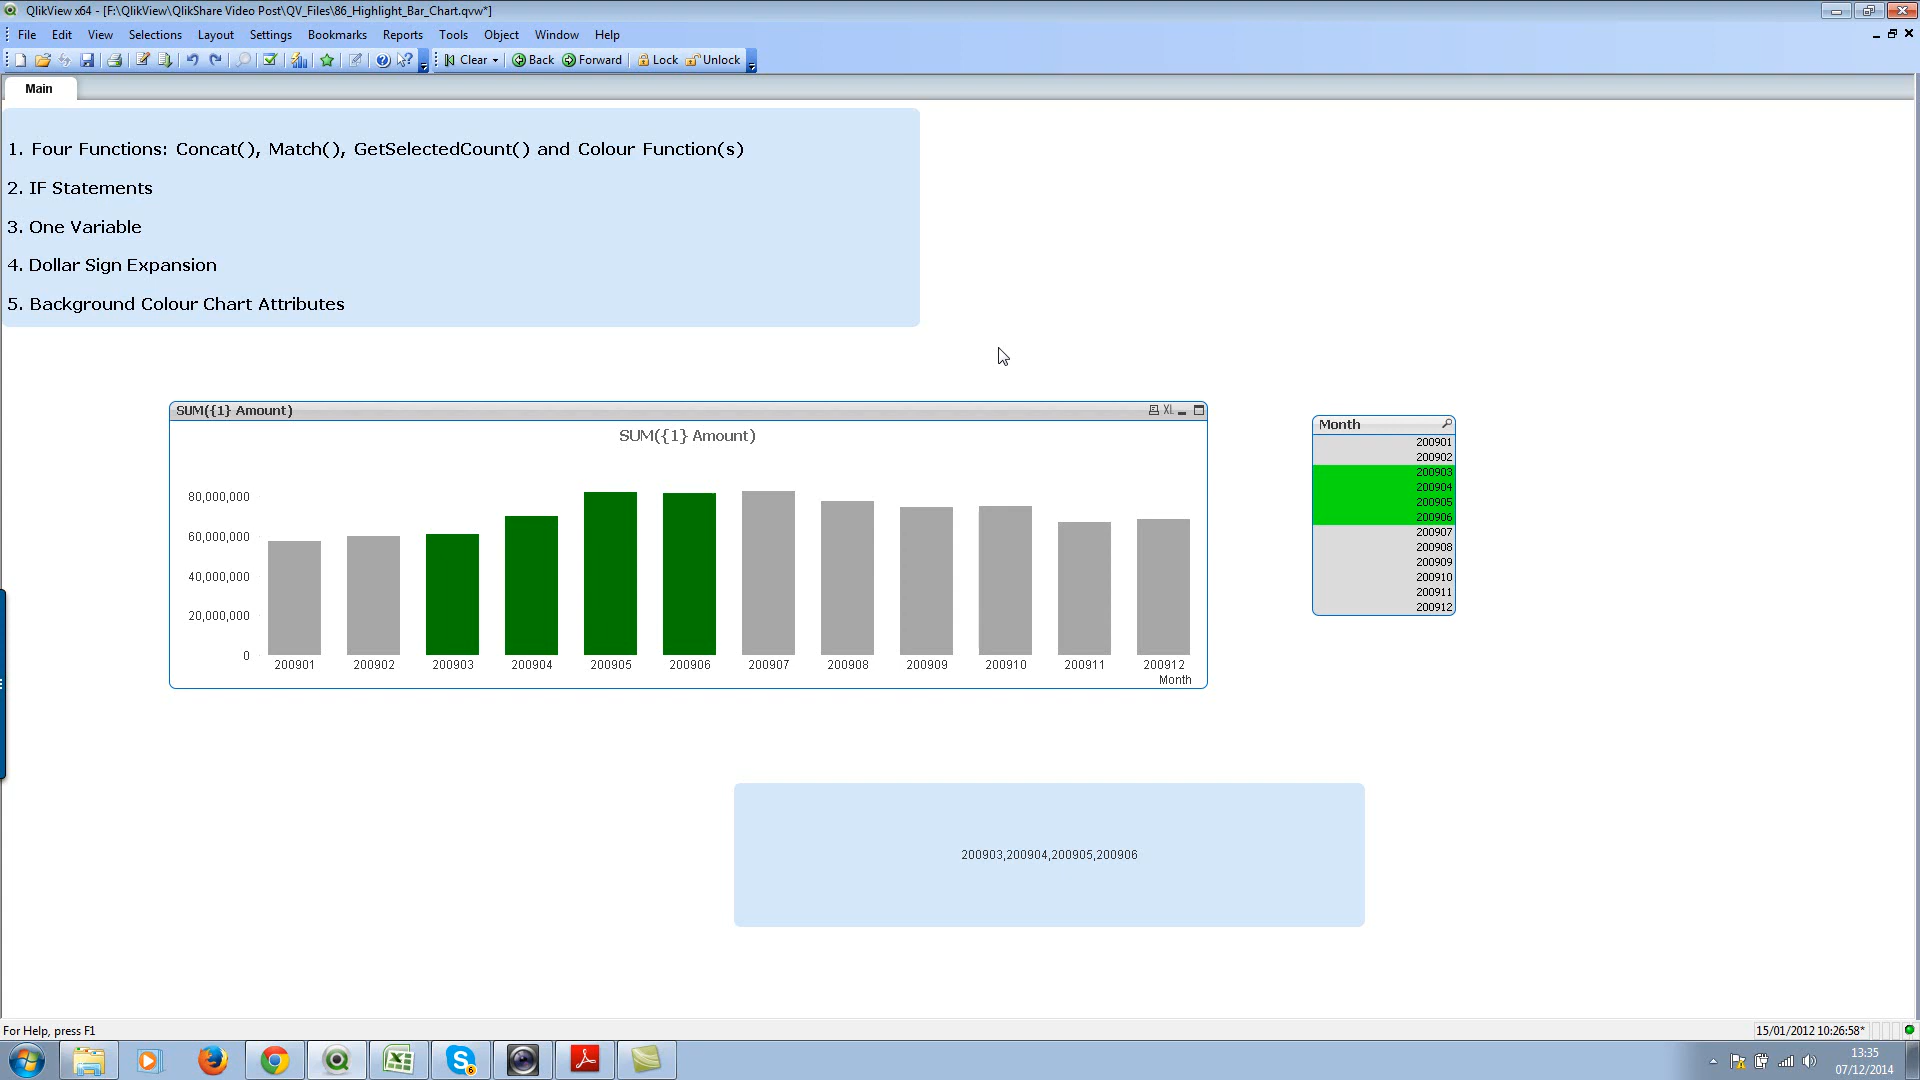 QlikView x64 - [F:\QlikView\QlikShare Video Post\QV_Files\86_Highlight_Bar_Chart.qvw*]
File Edit View Selections Layout Settings Bookmarks Reports Tools Object Window Help
Clear Back Forward Lock Unlock
Main
1. Four Functions: Concat(), Match(), GetSelectedCount() and Colour Function(s)
2. IF Statements
3. One Variable
4. Dollar Sign Expansion
5. Background Colour Chart Attributes
SUM({1} Amount) XL
SUM({1} Amount)
80,000,000
60,000,000
40,000,000
20,000,000
0
200901 200902 200903 200904 200905 200906 200907 200908 200909 200910 200911 200912
Month
Month
200901
200902
200903
200904
200905
200906
200907
200908
200909
200910
200911
200912
200903,200904,200905,200906
For Help, press F1
15/01/2012 10:26:58*
6
13:35
07/12/2014